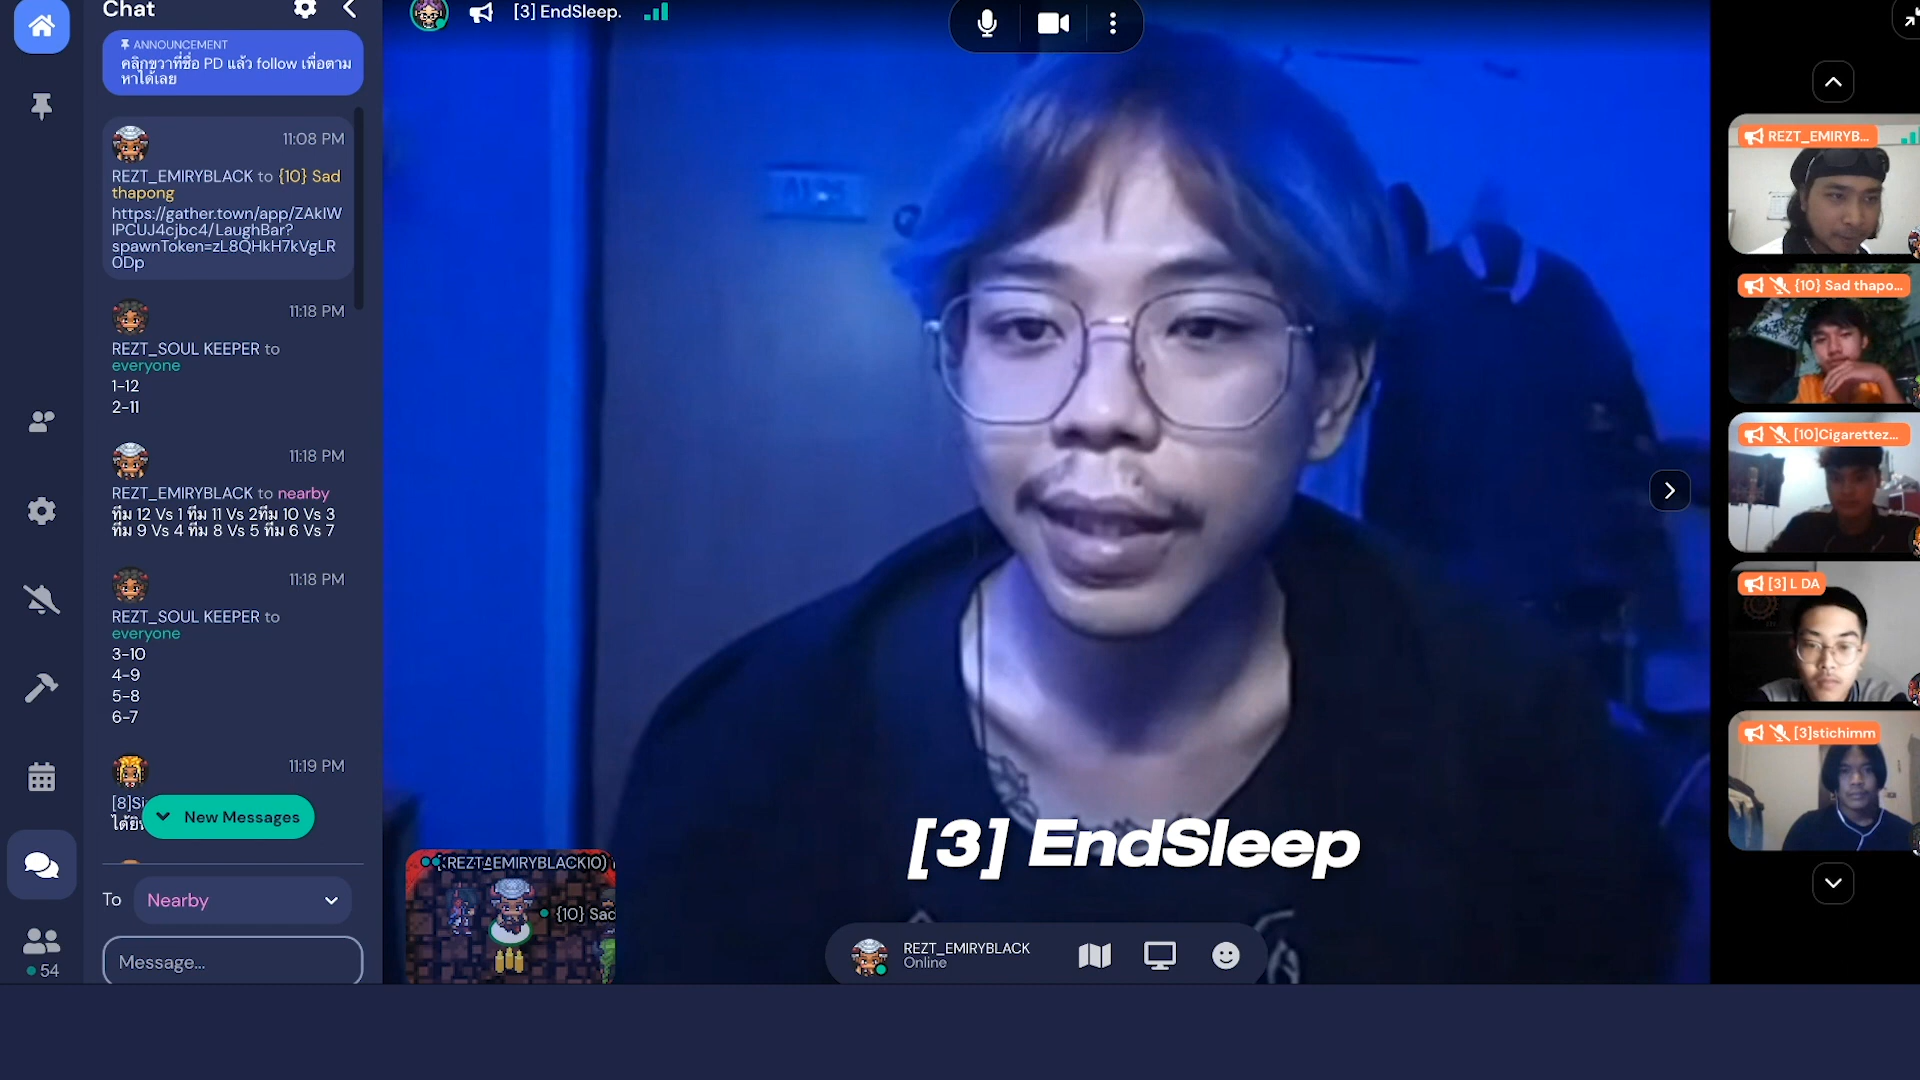 Chat
ANNOUNCEMENT
คลิกขวาที่ชื่อ PD แล้ว follow เพื่อตาม
หาได้เลย
11:08 PM
REZT_EMIRYBLACK to {10} Sad
thapong
https://gather.town/app/ZAkIW
IPCUJ4cjbc4/LaughBar?
spawnToken=zL8QHkH7kVgLR
0Dp
11:18 PM
REZT_SOUL KEEPER to
everyone
1-12
2-11
11:18 PM
REZT_EMIRYBLACK to nearby
ทีม 12 Vs 1 ทีม 11 Vs 2ทีม 10 Vs 3
ทีม 9 Vs 4 ทีม 8 Vs 5 ทีม 6 Vs 7
11:18 PM
REZT_SOUL KEEPER to
everyone
3-10
4-9
5-8
6-7
11:19 PM
New Messages
To
Nearby
Message...
54
[3] EndSleep.
[3] EndSleep
{10} Sad
REZT_EMIRYBLACK
Online
REZT_EMIRYB...
{10} Sad thapo...
[10]Cigarettez...
[3] L DA
[3]stichimm